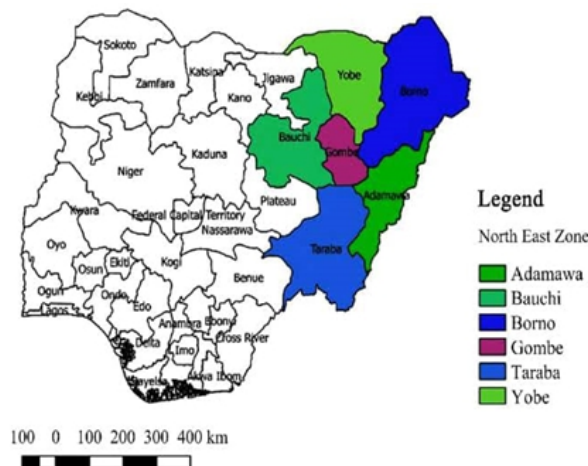 Sokoto
Yobe
Katsina
Jigawa
Borno
Zamfara
Kebbi
Kano
Bauchi
Gombe
Kaduna
Niger
Adamawa
Plateau
Kwara
Federal Capital Territory
Nassarawa
Oyo
Taraba
Osun
Ekiti
Kogi
Benue
Ogun
Ondo
Edo
Lagos
Anambra
Ebonyi
Cross River
Delta
Imo
Bayelsa
Akwa Ibom
Legend
North East Zone
Adamawa
Bauchi
Borno
Gombe
Taraba
Yobe
100 0 100 200 300 400 km